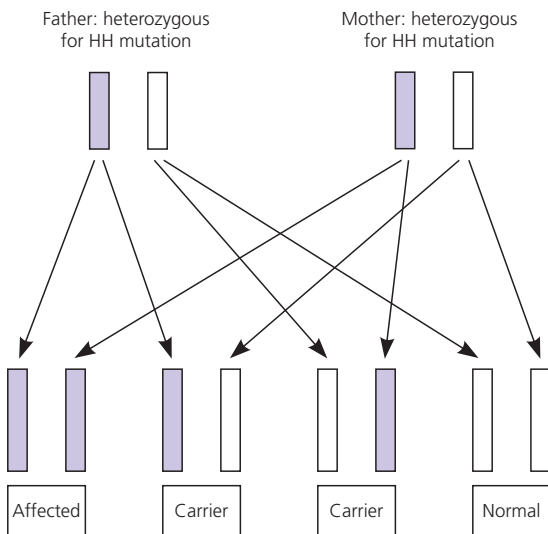 Father: heterozygous
for HH mutation
Mother: heterozygous
for HH mutation
Affected
Carrier
Carrier
Normal